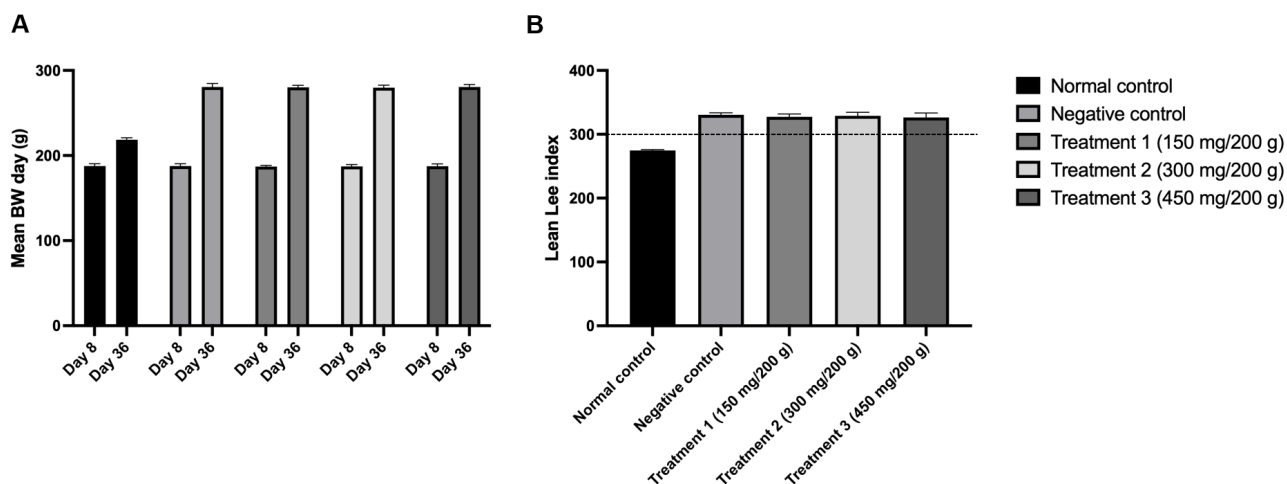 A
Mean BW day (g)
300
200
100
0
Day 8
Day 36
Day 8
Day 36
Day 8
Day 36
Day 8
Day 36
Day 8
Day 36
B
Lean Lee index
400
300
200
100
0
Normal control
Negative control
Treatment 1 (150 mg/200 g)
Treatment 2 (300 mg/200 g)
Treatment 3 (450 mg/200 g)
Normal control
Negative control
Treatment 1 (150 mg/200 g)
Treatment 2 (300 mg/200 g)
Treatment 3 (450 mg/200 g)